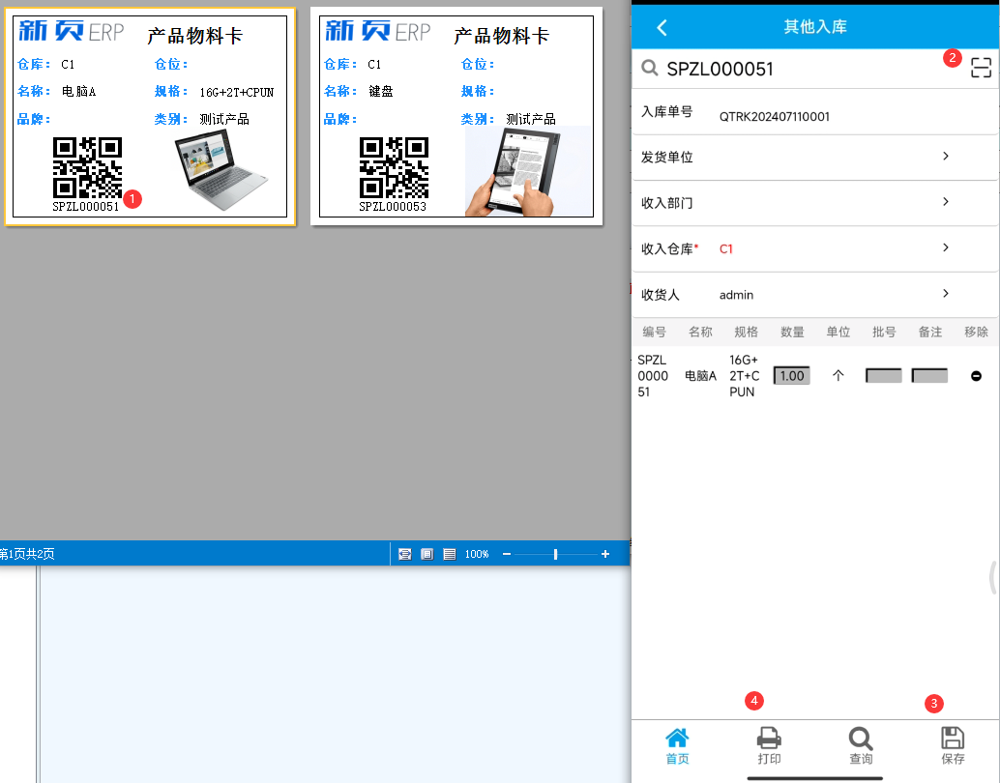 新页ERP 产品物料卡
仓库： C1 仓位：
名称： 电脑A 规格： 16G+2T+CPUN
品牌： 类别： 测试产品
SPZL000051
1
新页ERP 产品物料卡
仓库： C1 仓位：
名称： 键盘 规格：
品牌： 类别： 测试产品
SPZL000053
第1页共2页
100%
其他入库
SPZL000051
2
入库单号 QTRK202407110001
发货单位
收入部门
收入仓库* C1
收货人 admin
编号 名称 规格 数量 单位 批号 备注 移除
SPZL000051 电脑A 16G+2T+CPUN 1.00 个
4
3
首页 打印 查询 保存